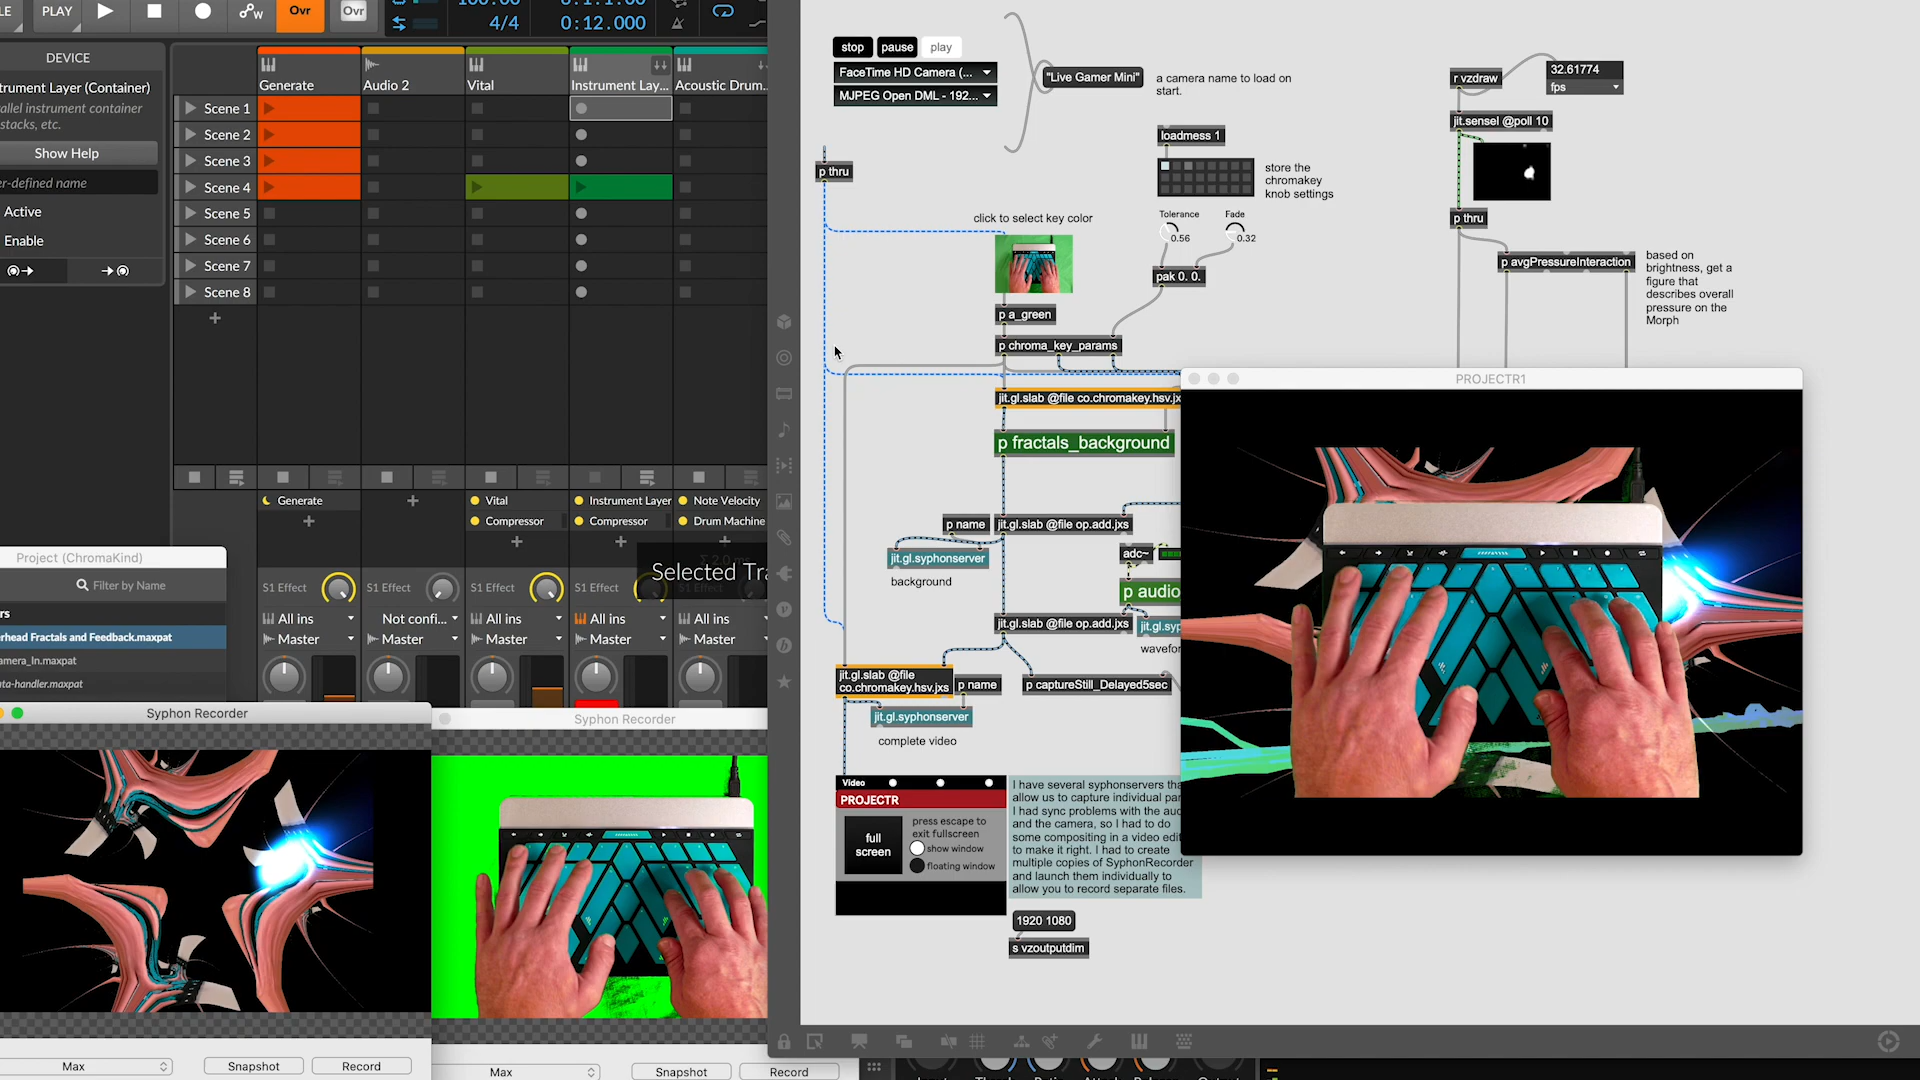 PLAY
Ovr
Ovr
4/4
0:12.000
DEVICE
trument Layer (Container)
rallel instrument container
stacks, etc.
Show Help
er-defined name
Active
Enable
Generate
Audio 2
Vital
Instrument Lay...
Acoustic Drum...
Scene 1
Scene 2
Scene 3
Scene 4
Scene 5
Scene 6
Scene 7
Scene 8
Generate
Vital
Compressor
Instrument Layer
Compressor
Note Velocity
Drum Machine
Selected Tra
S1 Effect
S1 Effect
S1 Effect
S1 Effect
All ins
Not confi...
All ins
All ins
All ins
Master
Master
Master
Master
Master
Project (ChromaKind)
Filter by Name
rs
erhead Fractals and Feedback.maxpat
amera_In.maxpat
ata-handler.maxpat
Syphon Recorder
Max
Snapshot
Record
Syphon Recorder
Max
Snapshot
Record
stop
pause
play
FaceTime HD Camera (...
MJPEG Open DML - 192...
"Live Gamer Mini"
a camera name to load on
start.
p thru
loadmess 1
store the
chromakey
knob settings
click to select key color
Tolerance
Fade
0.56
0.32
pak 0. 0.
p a_green
p chroma_key_params
jit.gl.slab @file co.chromakey.hsv.jx
p fractals_background
p name
jit.gl.slab @file op.add.jxs
jit.gl.syphonserver
background
adc~
p audio
jit.gl.slab @file op.add.jxs
jit.gl.syp
wavefor
jit.gl.slab @file
co.chromakey.hsv.jxs
p name
p captureStill_Delayed5sec
jit.gl.syphonserver
complete video
Video
PROJECTR
full
screen
press escape to
exit fullscreen
show window
floating window
I have several syphonservers tha
allow us to capture individual par
I had sync problems with the aud
and the camera, so I had to do
some compositing in a video edit
to make it right. I had to create
multiple copies of SyphonRecorder
and launch them individually to
allow you to record separate files.
1920 1080
s vzoutputdim
r vzdraw
32.61774
fps
jit.sensel @poll 10
p thru
p avgPressureInteraction
based on
brightness, get a
figure that
describes overall
pressure on the
Morph
PROJECTR1